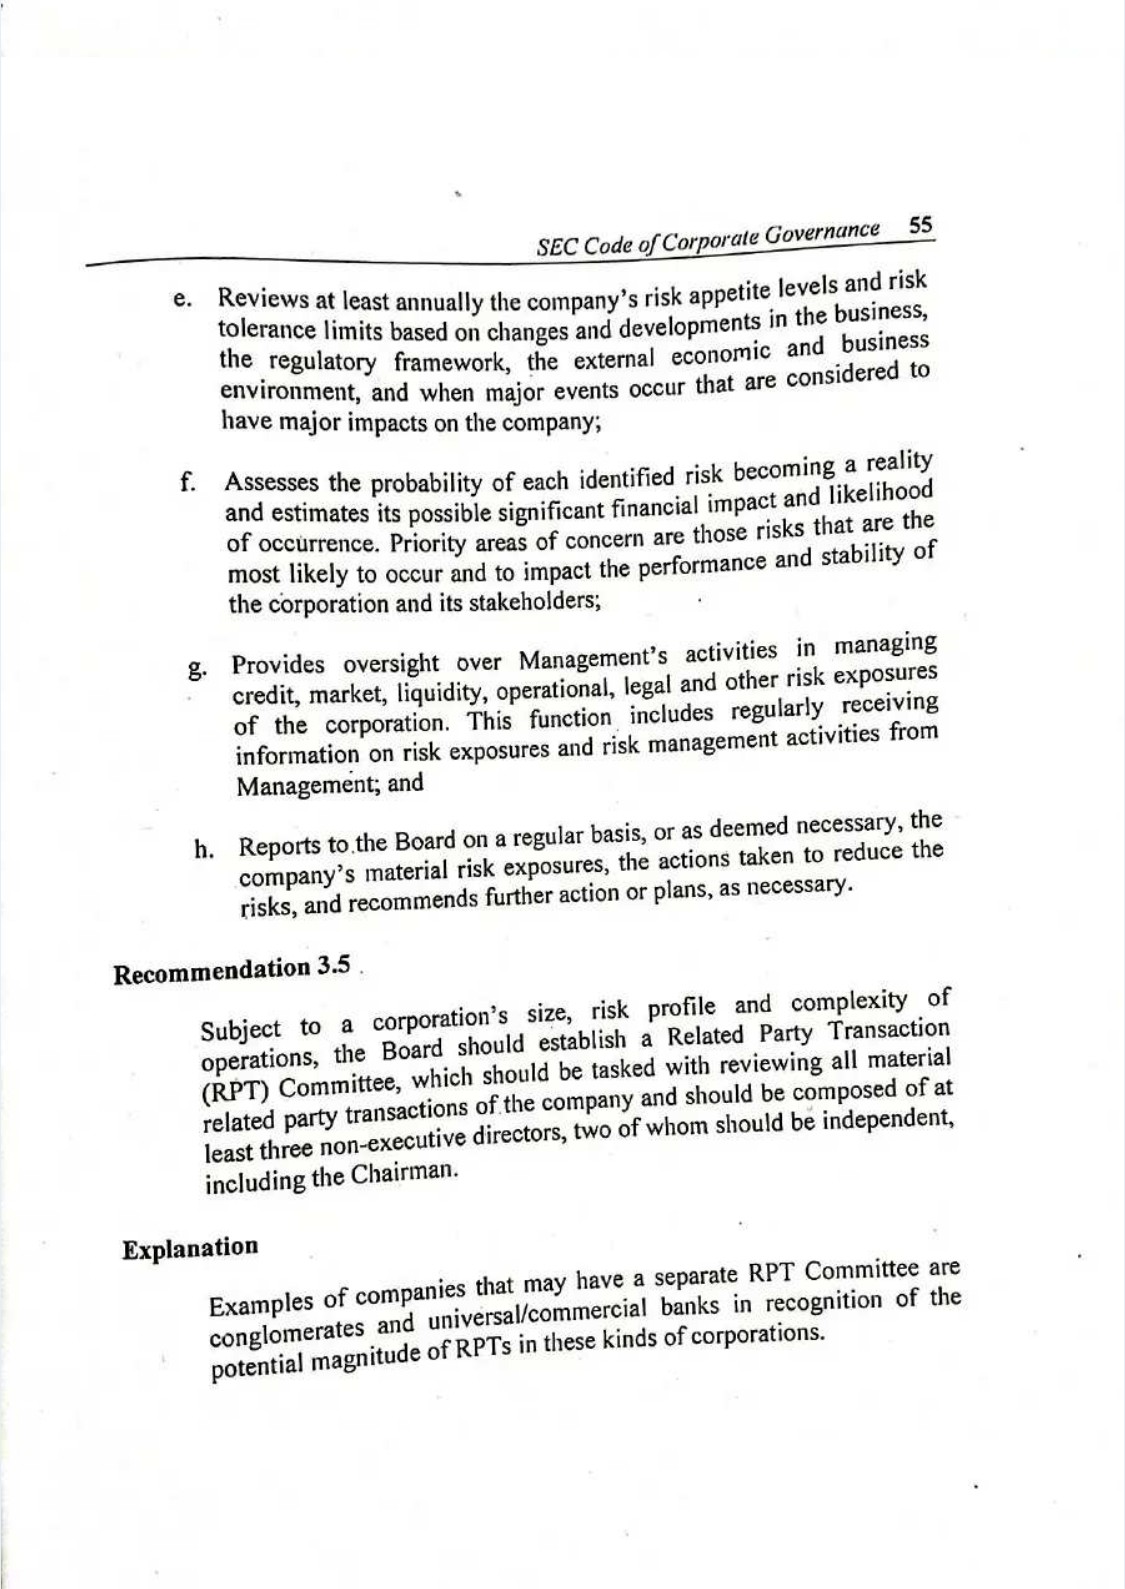 SEC Code of Corporate Governance 55
e. Reviews at least annually the company's risk appetite levels and risk
tolerance limits based on changes and developments in the business,
the regulatory framework, the external economic and business
environment, and when major events occur that are considered to
have major impacts on the company;
f. Assesses the probability of each identified risk becoming a reality
and estimates its possible significant financial impact and likelihood
of occurrence. Priority areas of concern are those risks that are the
most likely to occur and to impact the performance and stability of
the corporation and its stakeholders;
g. Provides oversight over Management's activities in managing
credit, market, liquidity, operational, legal and other risk exposures
of the corporation. This function includes regularly receiving
information on risk exposures and risk management activities from
Management; and
h. Reports to the Board on a regular basis, or as deemed necessary, the
company's material risk exposures, the actions taken to reduce the
risks, and recommends further action or plans, as necessary.
Recommendation 3.5
Subject to a corporation's size, risk profile and complexity of
operations, the Board should establish a Related Party Transaction
(RPT) Committee, which should be tasked with reviewing all material
related party transactions of the company and should be composed of at
least three non-executive directors, two of whom should be independent,
including the Chairman.
Explanation
Examples of companies that may have a separate RPT Committee are
conglomerates and universal/commercial banks in recognition of the
potential magnitude of RPTs in these kinds of corporations.